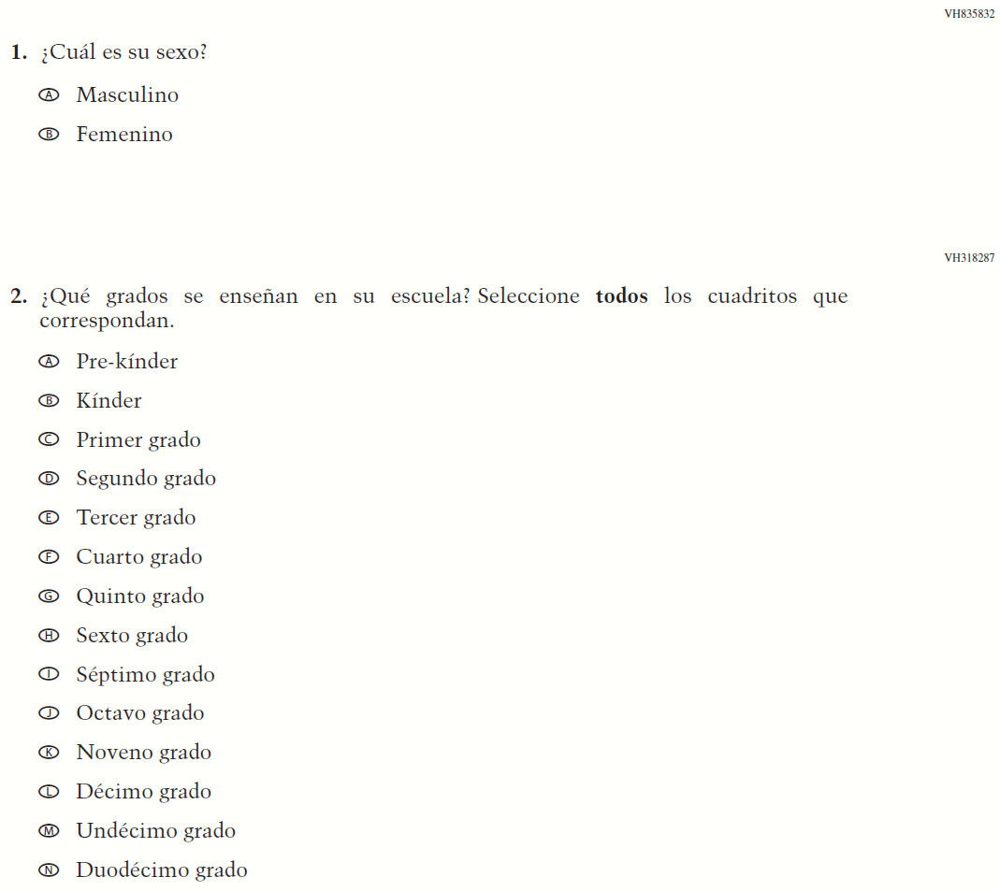 VH835832
1. ¿Cuál es su sexo?
A Masculino
B Femenino
VH318287
2. ¿Qué grados se enseñan en su escuela? Seleccione todos los cuadritos que
correspondan.
A Pre-kínder
B Kínder
C Primer grado
D Segundo grado
E Tercer grado
F Cuarto grado
G Quinto grado
H Sexto grado
I Séptimo grado
J Octavo grado
K Noveno grado
L Décimo grado
M Undécimo grado
N Duodécimo grado